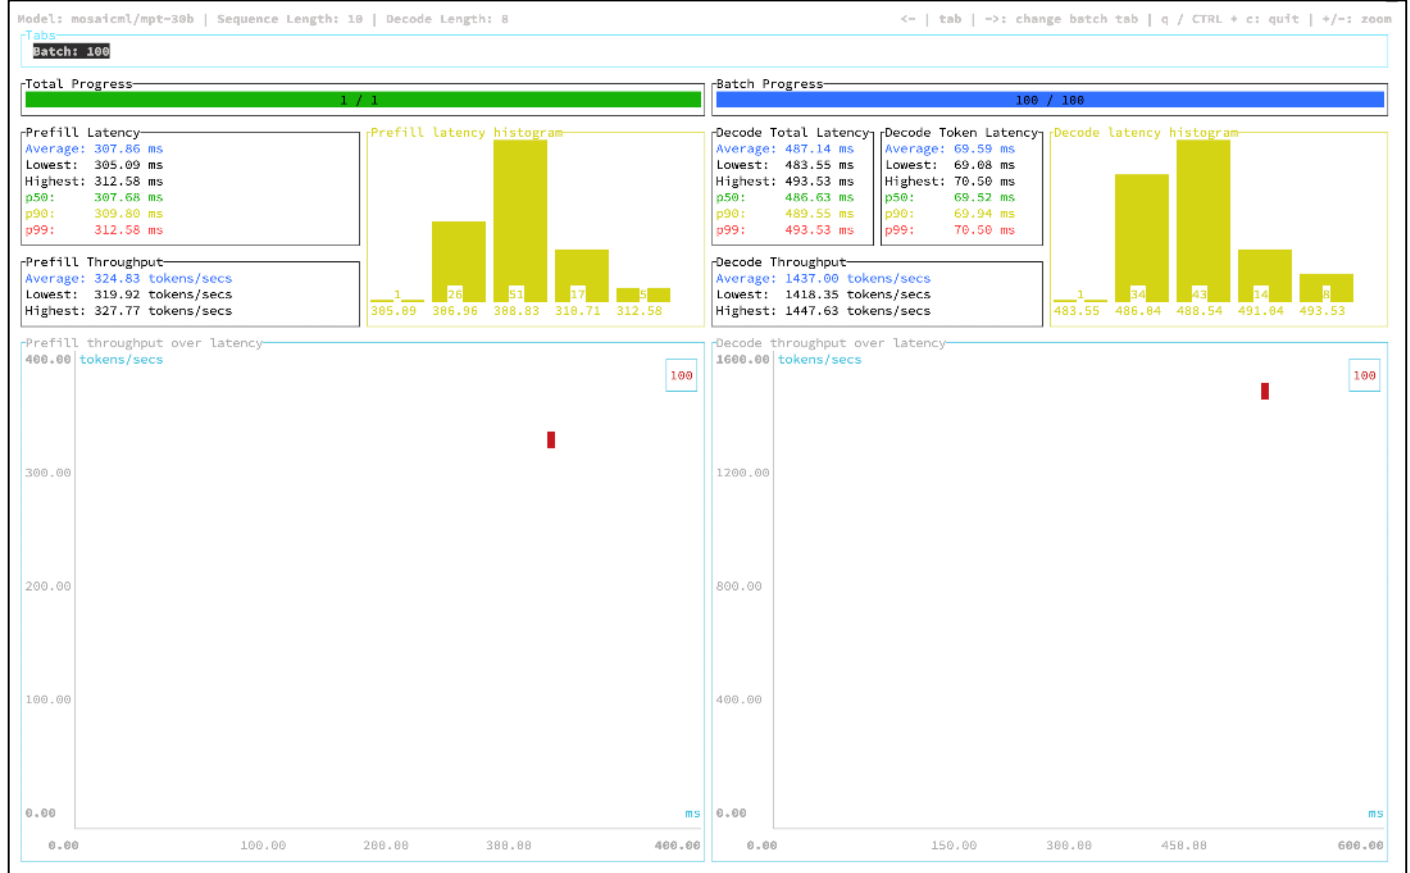 Model: mosaicml/mpt-30b | Sequence Length: 10 | Decode Length: 8
<- | tab | ->: change batch tab | q / CTRL + c: quit | +/-: zoom
Tabs
Batch: 100
Total Progress
1 / 1
Batch Progress
100 / 100
Prefill Latency
Average: 307.86 ms
Lowest: 305.09 ms
Highest: 312.58 ms
p50: 307.68 ms
p90: 309.80 ms
p99: 312.58 ms
Prefill Throughput
Average: 324.83 tokens/secs
Lowest: 319.92 tokens/secs
Highest: 327.77 tokens/secs
Prefill latency histogram
1 26 51 17 5
305.09 306.96 308.83 310.71 312.58
Decode Total Latency
Average: 487.14 ms
Lowest: 483.55 ms
Highest: 493.53 ms
p50: 486.63 ms
p90: 489.55 ms
p99: 493.53 ms
Decode Token Latency
Average: 69.59 ms
Lowest: 69.08 ms
Highest: 70.50 ms
p50: 69.52 ms
p90: 69.94 ms
p99: 70.50 ms
Decode Throughput
Average: 1437.00 tokens/secs
Lowest: 1418.35 tokens/secs
Highest: 1447.63 tokens/secs
Decode latency histogram
1 34 43 14 8
483.55 486.04 488.54 491.04 493.53
Prefill throughput over latency
400.00 tokens/secs
100
300.00
200.00
100.00
0.00
ms
0.00 100.00 200.00 300.00 400.00
Decode throughput over latency
1600.00 tokens/secs
100
1200.00
800.00
400.00
0.00
ms
0.00 150.00 300.00 450.00 600.00